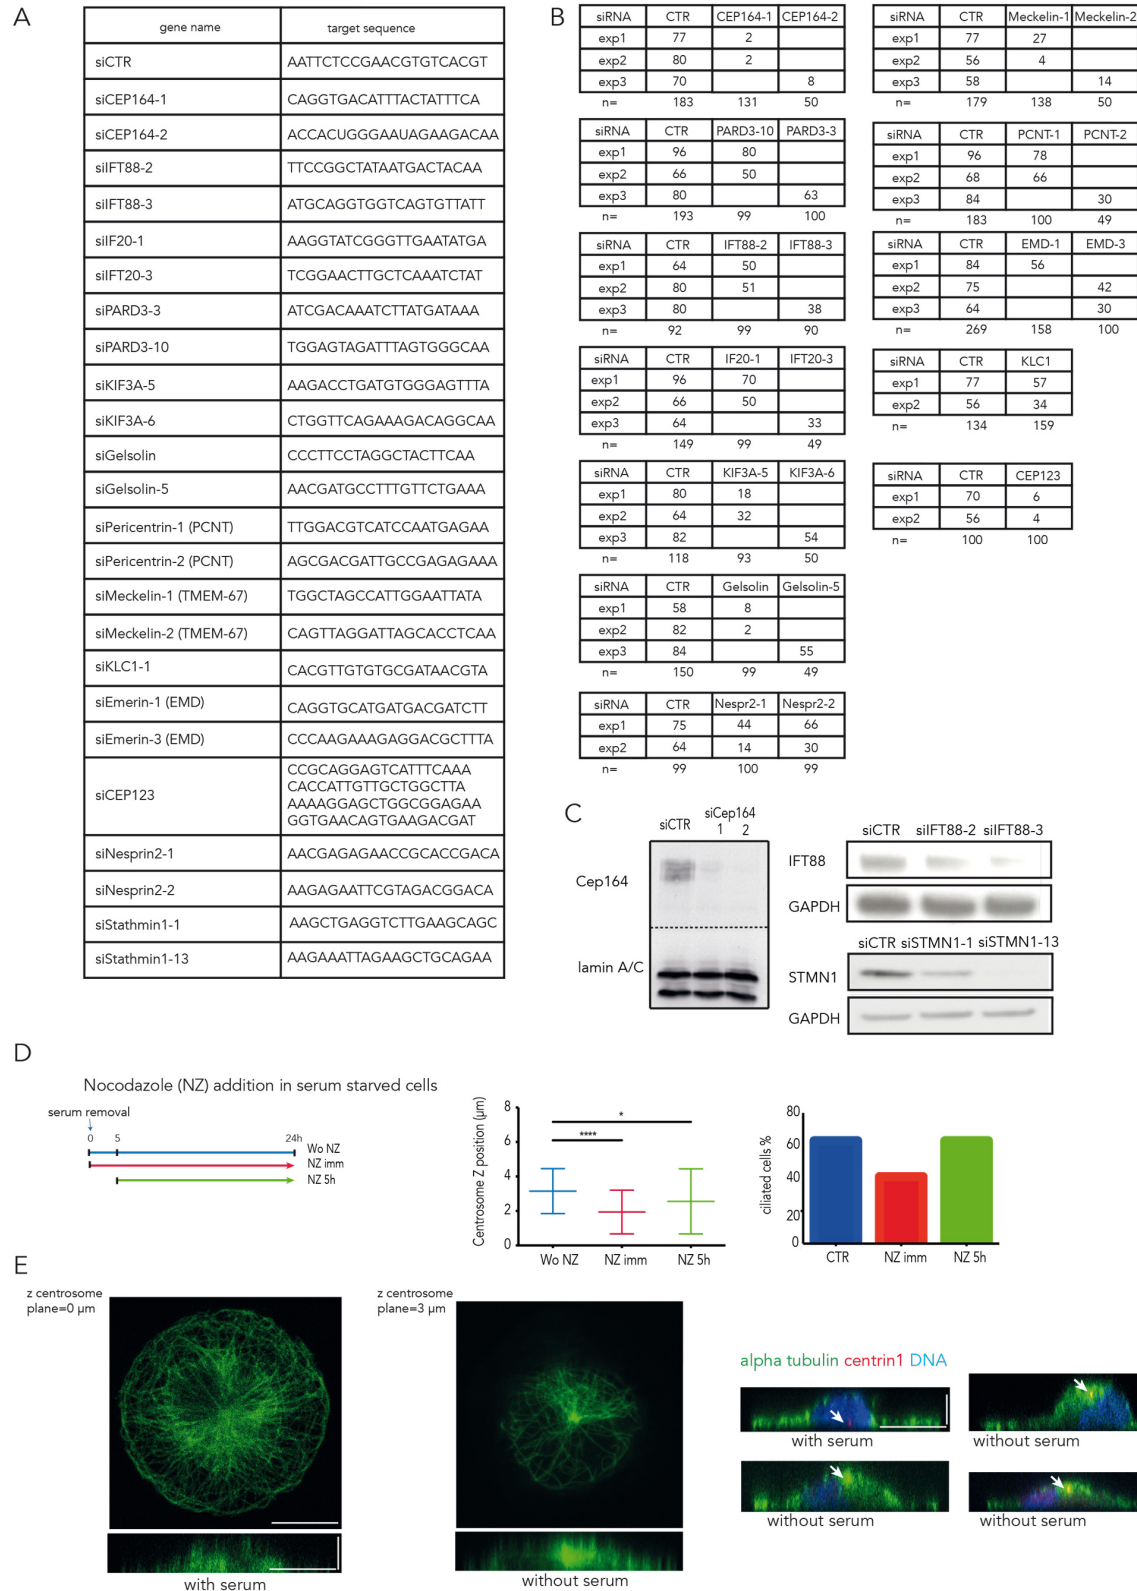 A
gene name target sequence
siCTR AATTCTCCGAACGTGTCACGT
siCEP164-1 CAGGTGACATTTACTATTTCA
siCEP164-2 ACCACUGGGAAUAGAAGACAA
siIFT88-2 TTCCGGCTATAATGACTACAA
siIFT88-3 ATGCAGGTGGTCAGTGTTATT
siIF20-1 AAGGTATCGGGTTGAATATGA
siIFT20-3 TCGGAACTTGCTCAAATCTAT
siPARD3-3 ATCGACAAATCTTATGATAAA
siPARD3-10 TGGAGTAGATTTAGTGGGCAA
siKIF3A-5 AAGACCTGATGTGGGAGTTTA
siKIF3A-6 CTGGTTCAGAAAGACAGGCAA
siGelsolin CCCTTCCTAGGCTACTTCAA
siGelsolin-5 AACGATGCCTTTGTTCTGAAA
siPericentrin-1 (PCNT) TTGGACGTCATCCAATGAGAA
siPericentrin-2 (PCNT) AGCGACGATTGCCGAGAGAAA
siMeckelin-1 (TMEM-67) TGGCTAGCCATTGGAATTATA
siMeckelin-2 (TMEM-67) CAGTTAGGATTAGCACCTCAA
siKLC1-1 CACGTTGTGTGCGATAACGTA
siEmerin-1 (EMD) CAGGTGCATGATGACGATCTT
siEmerin-3 (EMD) CCCAAGAAAGAGGACGCTTTA
siCEP123 CCGCAGGAGTCATTTCAAA
CACCATTGTTGCTGGCTTA
AAAAGGAGCTGGCGGAGAA
GGTGAACAGTGAAGACGAT
siNesprin2-1 AACGAGAGAACCGCACCGACA
siNesprin2-2 AAGAGAATTCGTAGACGGACA
siStathmin1-1 AAGCTGAGGTCTTGAAGCAGC
siStathmin1-13 AAGAAATTAGAAGCTGCAGAA
B
siRNA CTR CEP164-1 CEP164-2
exp1 77 2
exp2 80 2
exp3 70 8
n= 183 131 50
siRNA CTR PARD3-10 PARD3-3
exp1 96 80
exp2 66 50
exp3 80 63
n= 193 99 100
siRNA CTR IFT88-2 IFT88-3
exp1 64 50
exp2 80 51
exp3 80 38
n= 92 99 90
siRNA CTR IF20-1 IFT20-3
exp1 96 70
exp2 66 50
exp3 64 33
n= 149 99 49
siRNA CTR KIF3A-5 KIF3A-6
exp1 80 18
exp2 64 32
exp3 82 54
n= 118 93 50
siRNA CTR Gelsolin Gelsolin-5
exp1 58 8
exp2 82 2
exp3 84 55
n= 150 99 49
siRNA CTR Nespr2-1 Nespr2-2
exp1 75 44 66
exp2 64 14 30
n= 99 100 99
siRNA CTR Meckelin-1 Meckelin-2
exp1 77 27
exp2 56 4
exp3 58 14
n= 179 138 50
siRNA CTR PCNT-1 PCNT-2
exp1 96 78
exp2 68 66
exp3 84 30
n= 183 100 49
siRNA CTR EMD-1 EMD-3
exp1 84 56
exp2 75 42
exp3 64 30
n= 269 158 100
siRNA CTR KLC1
exp1 77 57
exp2 56 34
n= 134 159
siRNA CTR CEP123
exp1 70 6
exp2 56 4
n= 100 100
C
siCTR siCep164
1 2
Cep164
lamin A/C
siCTR siIFT88-2 siIFT88-3
IFT88
GAPDH
siCTR siSTMN1-1 siSTMN1-13
STMN1
GAPDH
D
Nocodazole (NZ) addition in serum starved cells
serum removal
0 5 24h
Wo NZ
NZ imm
NZ 5h
Centrosome Z position (µm)
8
6
4
2
0
*
****
Wo NZ NZ imm NZ 5h
ciliated cells %
80
60
40
20
0
CTR NZ imm NZ 5h
E
z centrosome
plane=0 µm
with serum
z centrosome
plane=3 µm
without serum
alpha tubulin centrin1 DNA
with serum
without serum
without serum
without serum